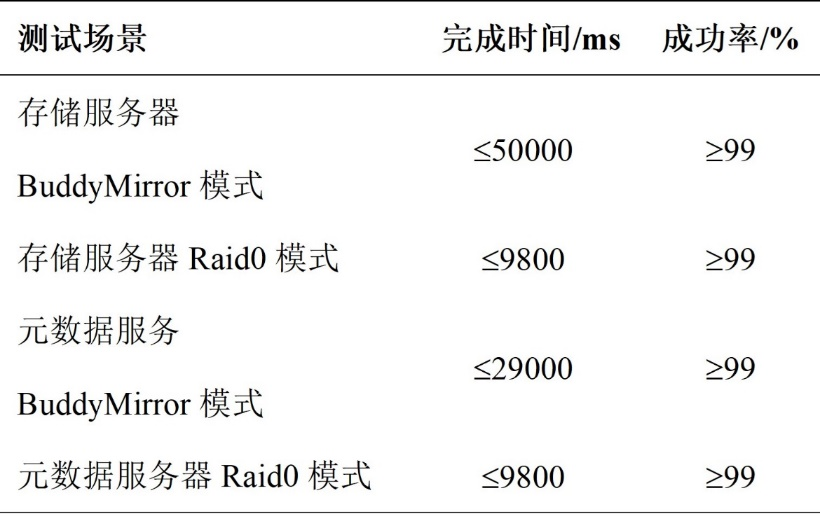 测试场景 完成时间/ms 成功率/%
存储服务器
BuddyMirror 模式 ≤50000 ≥99
存储服务器 Raid0 模式 ≤9800 ≥99
元数据服务
BuddyMirror 模式 ≤29000 ≥99
元数据服务器 Raid0 模式 ≤9800 ≥99